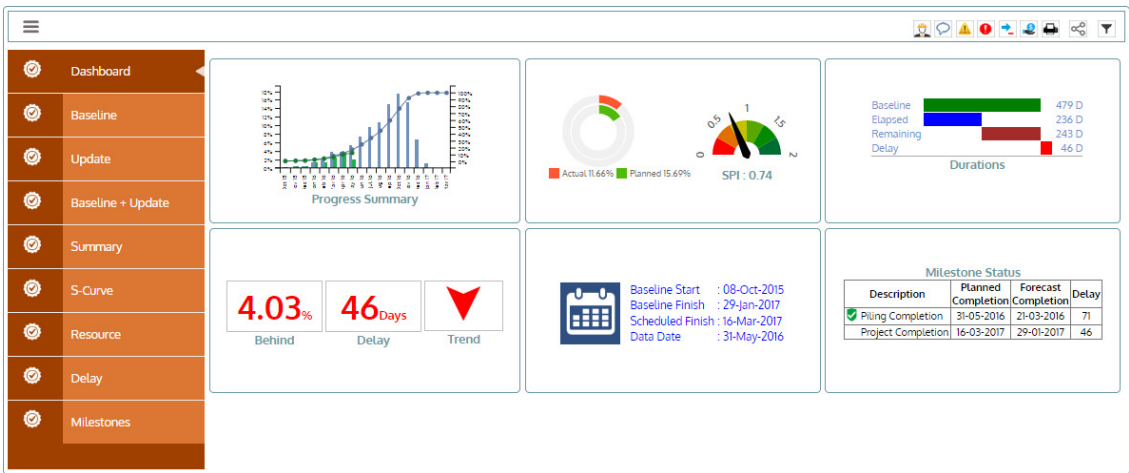 Dashboard
Baseline
Update
Baseline + Update
Summary
S-Curve
Resource
Delay
Milestones
Progress Summary
0
0.5
1
1.5
2
Actual 11.66% Planned 15.69%
SPI : 0.74
Baseline 479 D
Elapsed 236 D
Remaining 243 D
Delay 46 D
Durations
4.03% 46Days
Behind Delay Trend
Baseline Start : 08-Oct-2015
Baseline Finish : 29-Jan-2017
Scheduled Finish : 16-Mar-2017
Data Date : 31-May-2016
Milestone Status
Description Planned Completion Forecast Completion Delay
Piling Completion 31-05-2016 21-03-2016 71
Project Completion 16-03-2017 29-01-2017 46